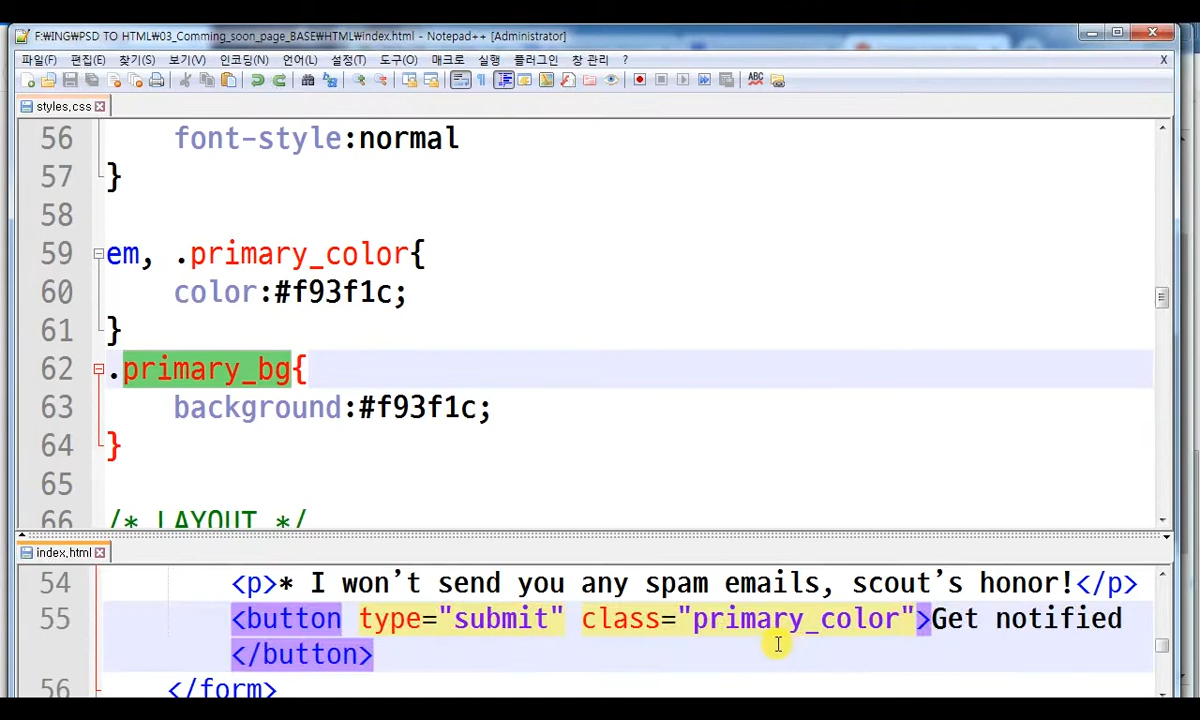 F:₩ING₩PSD TO HTML₩03_Comming_soon_page_BASE₩HTML₩index.html - Notepad++ [Administrator]
파일(F) 편집(E) 찾기(S) 보기(V) 인코딩(N) 언어(L) 설정(T) 도구(O) 매크로 실행 플러그인 창 관리 ? X
ABC
styles.css
56 font-style:normal
57 }
58
59 em, .primary_color{
60 color:#f93f1c;
61 }
62 .primary_bg{
63 background:#f93f1c;
64 }
65
66 /* LAYOUT */
index.html
54 <p>* I won’t send you any spam emails, scout’s honor!</p>
55 <button type="submit" class="primary_color">Get notified
</button>
56 </form>